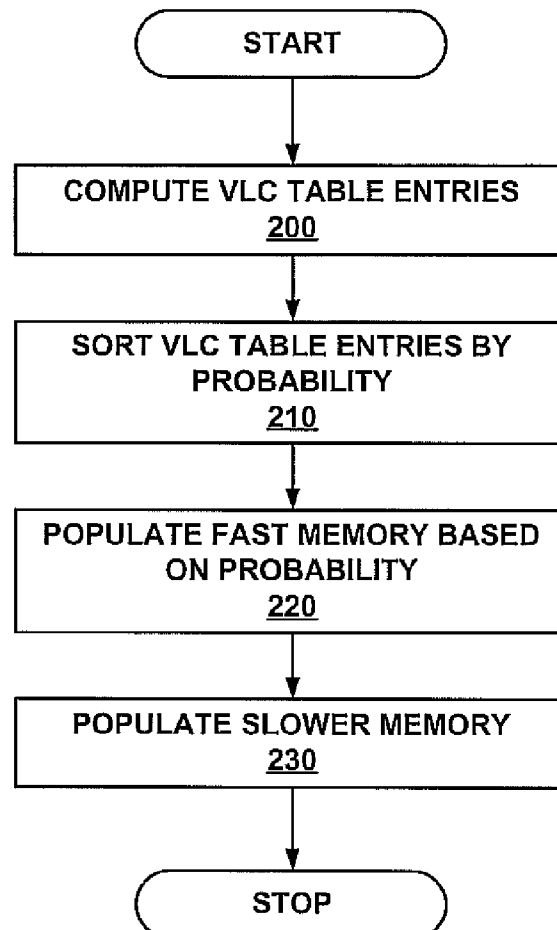 START
COMPUTE VLC TABLE ENTRIES
200
SORT VLC TABLE ENTRIES BY
PROBABILITY
210
POPULATE FAST MEMORY BASED
ON PROBABILITY
220
POPULATE SLOWER MEMORY
230
STOP